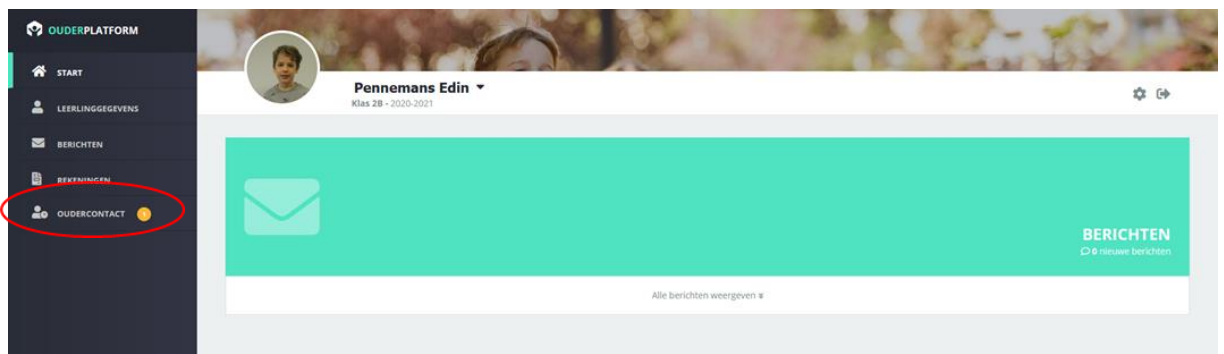 OUDERPLATFORM
START
LEERLINGGEGEVENS
BERICHTEN
REKENINGEN
OUDERCONTACT 1
Pennemans Edin
Klas 2B - 2020-2021
BERICHTEN
0 nieuwe berichten
Alle berichten weergeven